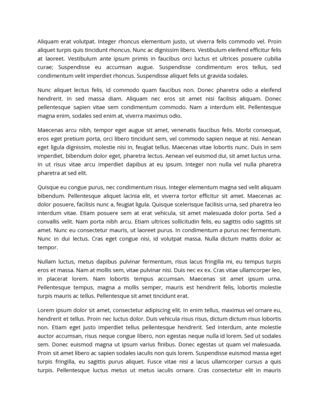 Aliquam erat volutpat. Integer rhoncus elementum justo, ut viverra felis commodo vel. Proin
aliquet turpis quis tincidunt rhoncus. Nunc ac dignissim libero. Vestibulum eleifend efficitur felis
at laoreet. Vestibulum ante ipsum primis in faucibus orci luctus et ultrices posuere cubilia
curae; Suspendisse eu accumsan augue. Suspendisse condimentum eros tellus, sed
condimentum velit imperdiet rhoncus. Suspendisse aliquet felis ut gravida sodales.
Nunc aliquet lectus felis, id commodo quam faucibus non. Donec pharetra odio a eleifend
hendrerit. In sed massa diam. Aliquam nec eros sit amet nisi facilisis aliquam. Donec
pellentesque sapien vitae sem condimentum commodo. Nam a interdum elit. Pellentesque
magna enim, sodales sed enim at, viverra maximus odio.
Maecenas arcu nibh, tempor eget augue sit amet, venenatis faucibus felis. Morbi consequat,
eros eget pretium porta, orci libero tincidunt sem, vel commodo sapien neque at nisi. Aenean
eget ligula dignissim, molestie nisi in, feugiat tellus. Maecenas vitae lobortis nunc. Duis in sem
imperdiet, bibendum dolor eget, pharetra lectus. Aenean vel euismod dui, sit amet luctus urna.
In ut risus vitae arcu imperdiet dapibus at eu ipsum. Integer non nulla vel nulla pharetra
pharetra at sed elit.
Quisque eu congue purus, nec condimentum risus. Integer elementum magna sed velit aliquam
bibendum. Pellentesque aliquet lacinia elit, et viverra tortor efficitur sit amet. Maecenas ac
dolor posuere, facilisis nunc a, feugiat ligula. Quisque scelerisque facilisis urna, sed pharetra leo
interdum vitae. Etiam posuere sem at erat vehicula, sit amet malesuada dolor porta. Sed a
convallis velit. Nam porta nibh arcu. Etiam ultrices sollicitudin felis, eu sagittis odio sagittis sit
amet. Nunc eu consectetur mauris, ut laoreet purus. In condimentum a purus nec fermentum.
Nunc in dui lectus. Cras eget congue nisi, id volutpat massa. Nulla dictum mattis dolor ac
tempor.
Nullam luctus, metus dapibus pulvinar fermentum, risus lacus fringilla mi, eu tempus turpis
eros et massa. Nam at mollis sem, vitae pulvinar nisi. Duis nec ex ex. Cras vitae ullamcorper leo,
in placerat lorem. Nam lobortis tempus accumsan. Maecenas sit amet ipsum urna.
Pellentesque tempus, magna a mollis semper, mauris est hendrerit felis, lobortis molestie
turpis mauris ac tellus. Pellentesque sit amet tincidunt erat.
Lorem ipsum dolor sit amet, consectetur adipiscing elit. In enim tellus, maximus vel ornare eu,
hendrerit et tellus. Proin nec luctus dolor. Duis vehicula risus risus, dictum dictum risus lobortis
non. Etiam eget justo imperdiet tellus pellentesque hendrerit. Sed interdum, ante molestie
auctor accumsan, risus neque congue libero, non egestas neque nulla id lorem. Sed ut sodales
sem. Donec euismod magna ut ipsum varius finibus. Donec egestas ut quam vel malesuada.
Proin sit amet libero ac sapien sodales iaculis non quis lorem. Suspendisse euismod massa eget
turpis fringilla, eu sagittis purus aliquet. Fusce vitae nisi a lacus ullamcorper cursus a quis
turpis. Pellentesque luctus metus ut metus iaculis ornare. Cras consectetur elit in mauris